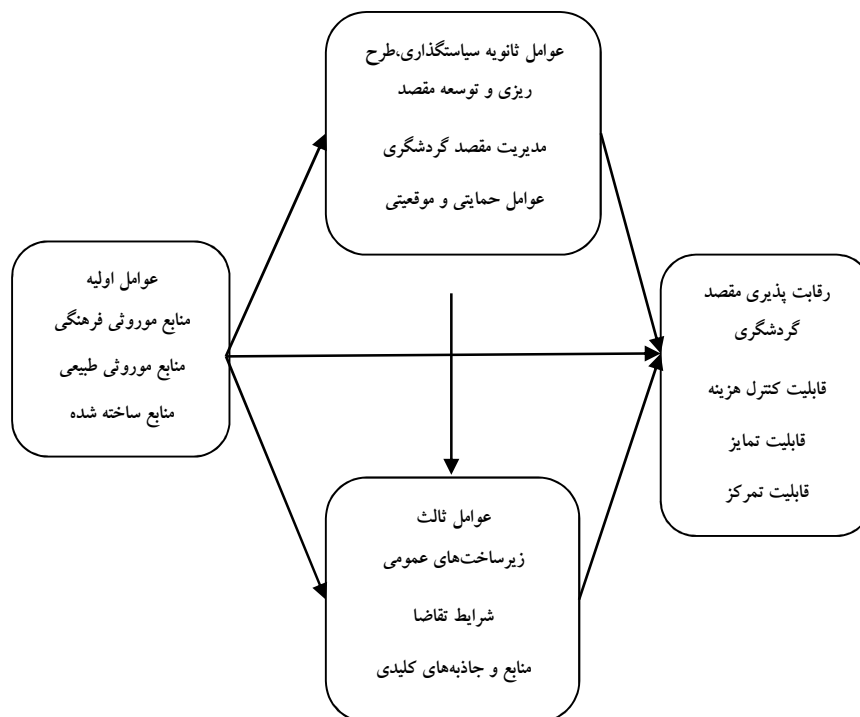 عوامل ثانویه سیاستگذاری،طرح
ریزی و توسعه مقصد
مدیریت مقصد گردشگری
عوامل حمایتی و موقعیتی
عوامل اولیه
منابع موروثی فرهنگی
منابع موروثی طبیعی
منابع ساخته شده
رقابت پذیری مقصد
گردشگری
قابلیت کنترل هزینه
قابلیت تمایز
قابلیت تمرکز
عوامل ثالث
زیرساخت‌های عمومی
شرایط تقاضا
منابع و جاذبه‌های کلیدی